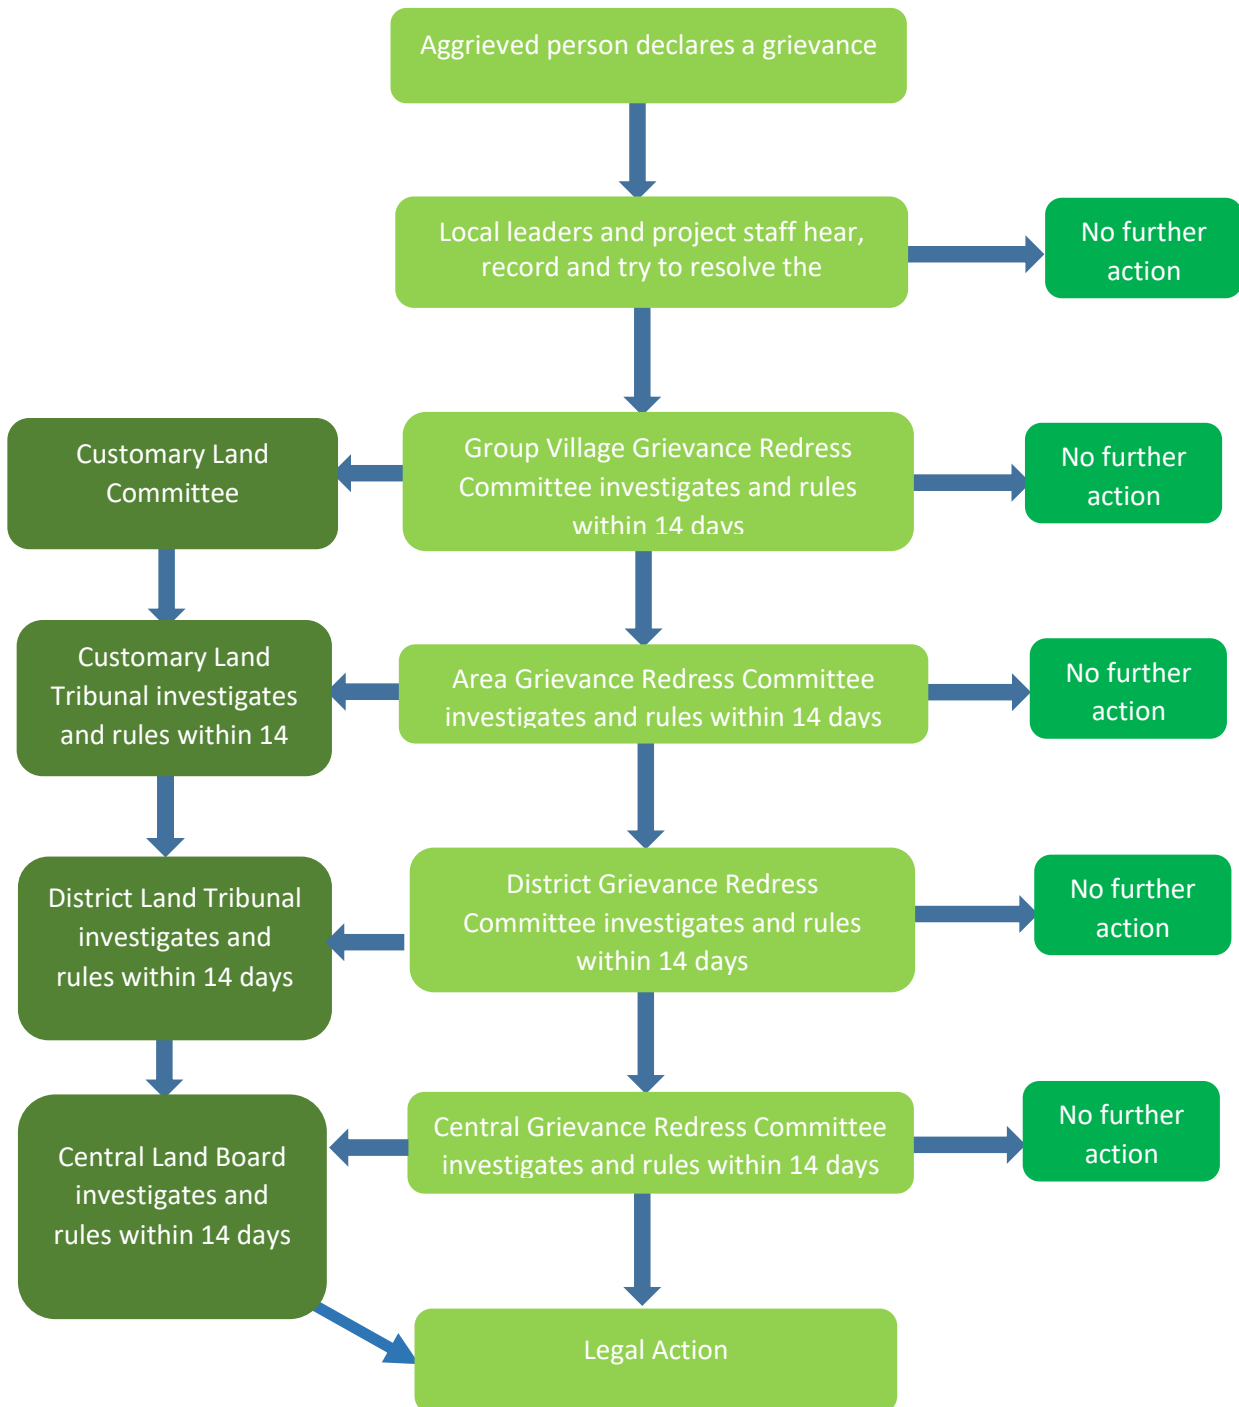 Aggrieved person declares a grievance
Local leaders and project staff hear,
record and try to resolve the
No further
action
Customary Land
Committee
Group Village Grievance Redress
Committee investigates and rules
within 14 days
No further
action
Customary Land
Tribunal investigates
and rules within 14
Area Grievance Redress Committee
investigates and rules within 14 days
No further
action
District Land Tribunal
investigates and
rules within 14 days
District Grievance Redress
Committee investigates and rules
within 14 days
No further
action
Central Land Board
investigates and
rules within 14 days
Central Grievance Redress Committee
investigates and rules within 14 days
No further
action
Legal Action